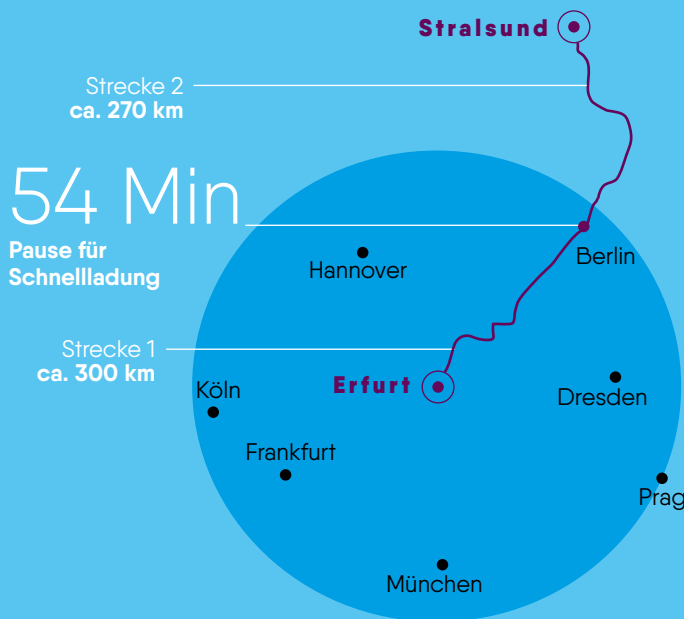 Stralsund
Strecke 2
ca. 270 km
54 Min
Pause für
Schnellladung
Berlin
Hannover
Strecke 1
ca. 300 km
Erfurt
Köln
Dresden
Frankfurt
Prag
München